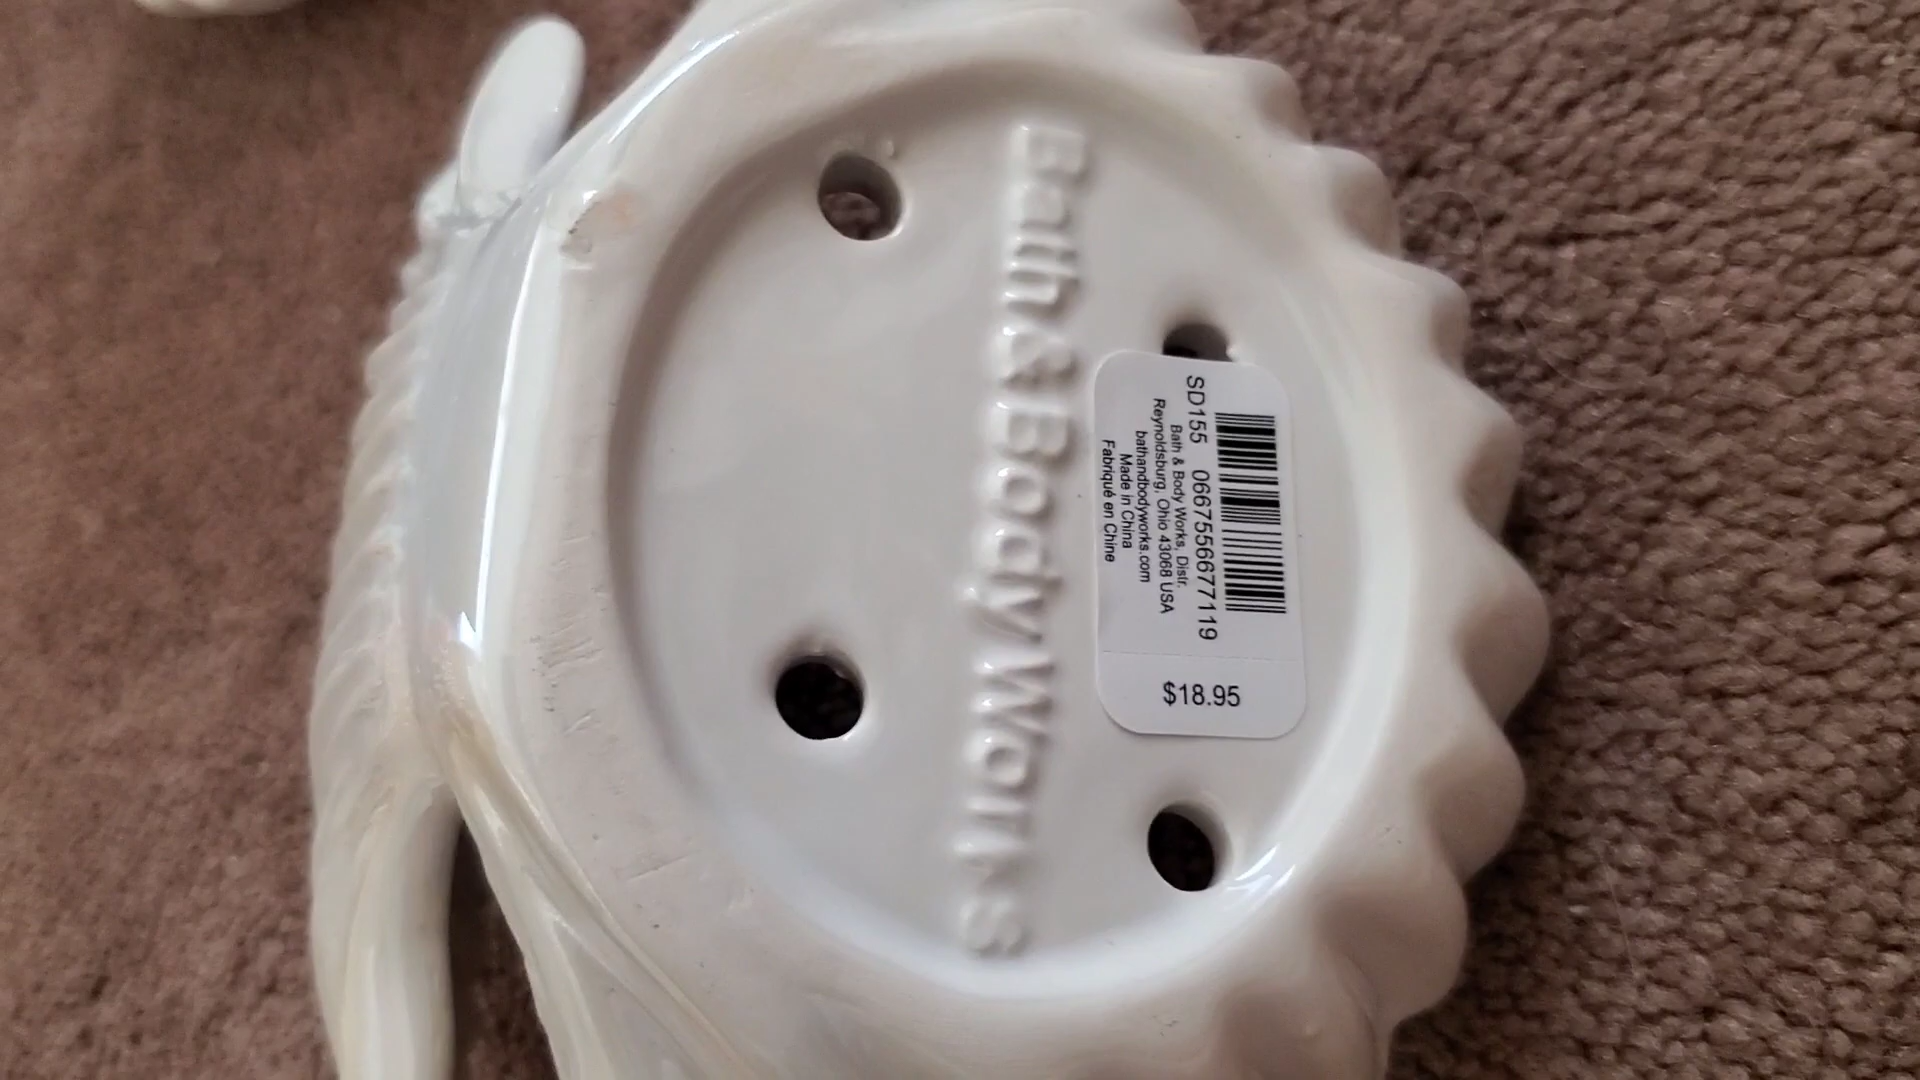 Bath & Body Works
SD155 0667556677119
Bath & Body Works, Distr.
Reynoldsburg, Ohio 43068 USA
bathandbodyworks.com
Made in China
Fabriqué en Chine
$18.95